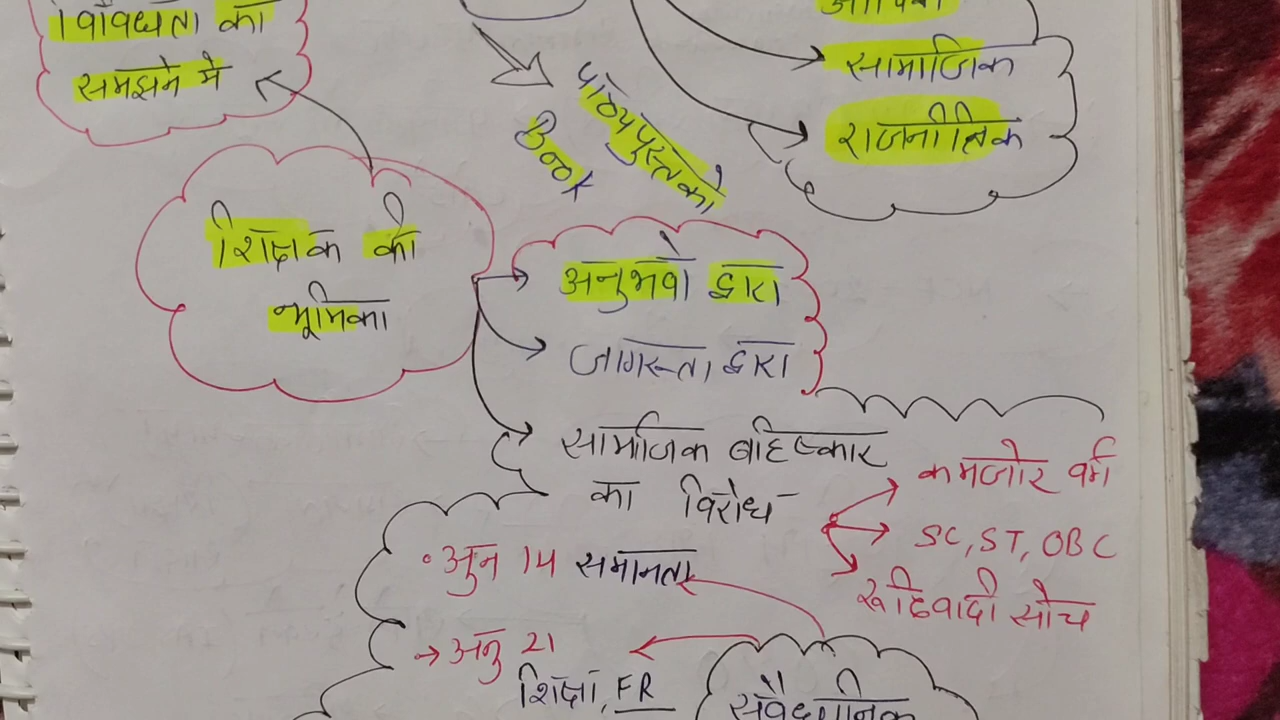 विविधता को
समझने में
सामाजिक
राजनीतिक
पाठ्यपुस्तको
Book
शिक्षक की
भूमिका
अनुभवो द्वारा
जागरूता द्वारा
सामाजिक बहिष्कार
का विरोध
कमजोर वर्ग
SC, ST, OBC
रूढिवादी सोच
• अनु 14 समानता
→ अनु 21
शिक्षा, FR
संवैधानिक